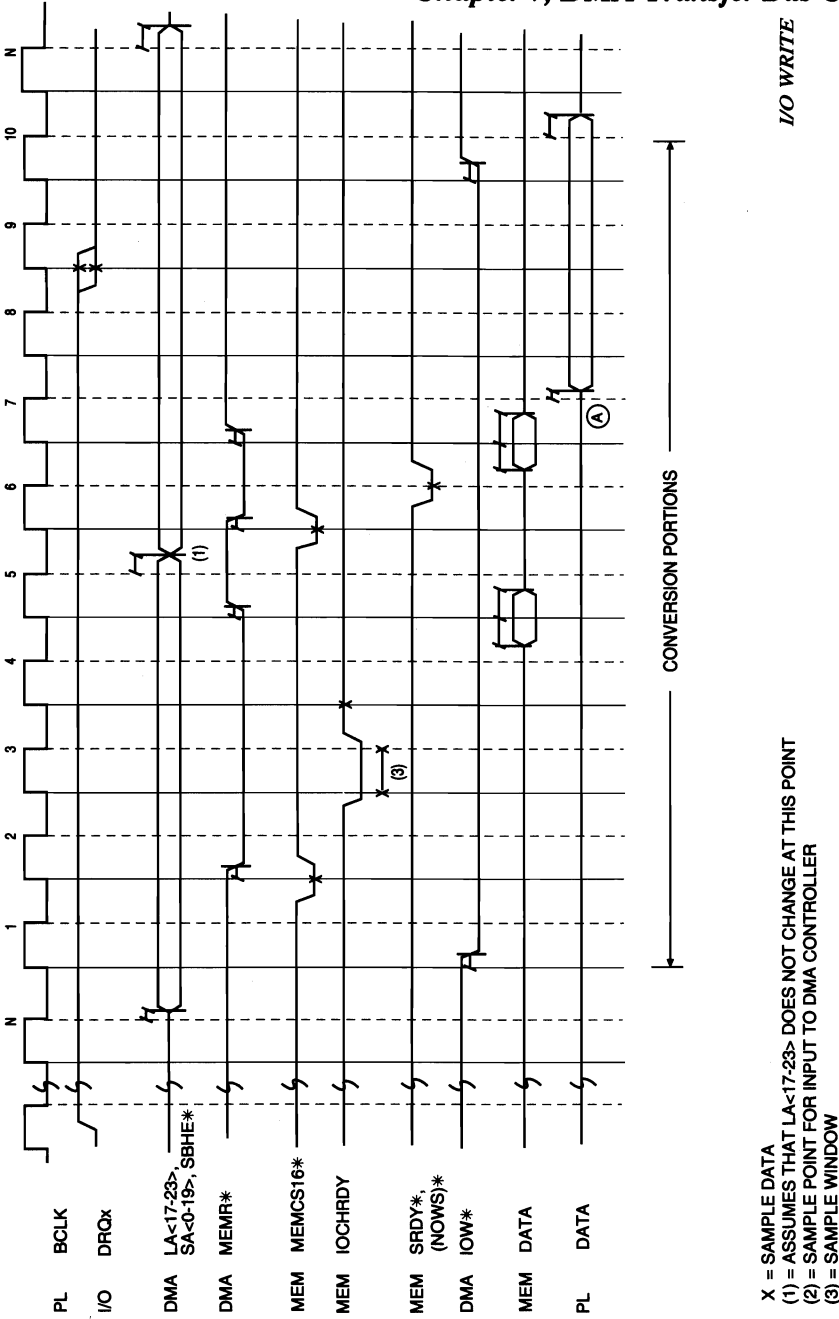 Chapter 7, DMA Transfer Bus
I/O WRITE
N 1 2 3 4 5 6 7 8 9 10 N
PL BCLK
I/O DRQx
DMA LA<17-23>,
SA<0-19>, SBHE*
(1)
DMA MEMR*
MEM MEMCS16*
MEM IOCHRDY
(3)
MEM SRDY*,
(NOWS)*
DMA IOW*
MEM DATA
PL DATA
A
CONVERSION PORTIONS
X = SAMPLE DATA
(1) = ASSUMES THAT LA<17-23> DOES NOT CHANGE AT THIS POINT
(2) = SAMPLE POINT FOR INPUT TO DMA CONTROLLER
(3) = SAMPLE WINDOW